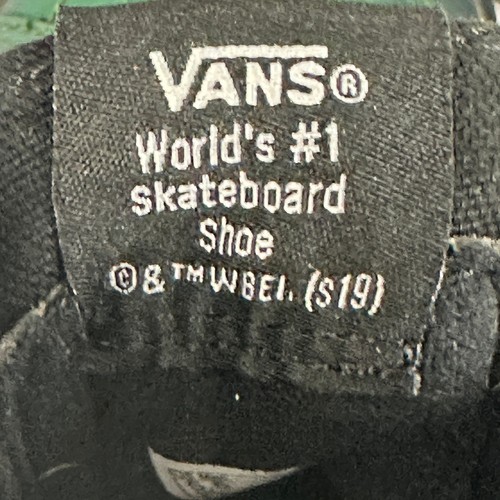 VANS®
World's #1
skateboard
Shoe
©&™WBEI. (s19)